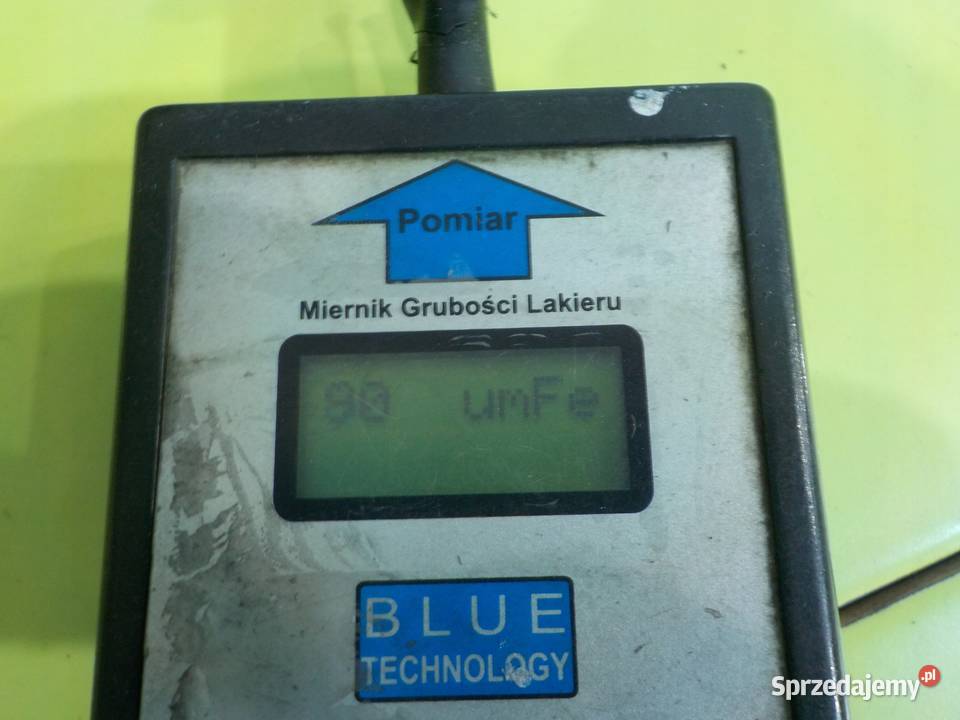 Pomiar
Miernik Grubości Lakieru
90 umFe
BLUE
TECHNOLOGY
Sprzedajemy.pl